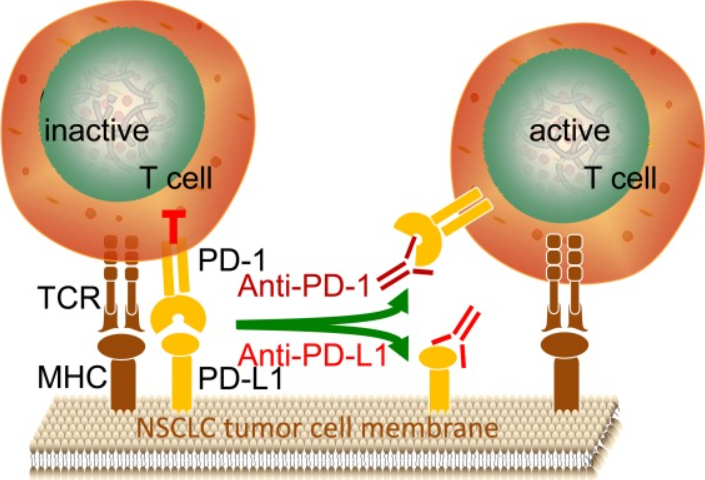 inactive
T cell
active
T cell
PD-1
Anti-PD-1
TCR
Anti-PD-L1
MHC
PD-L1
NSCLC tumor cell membrane